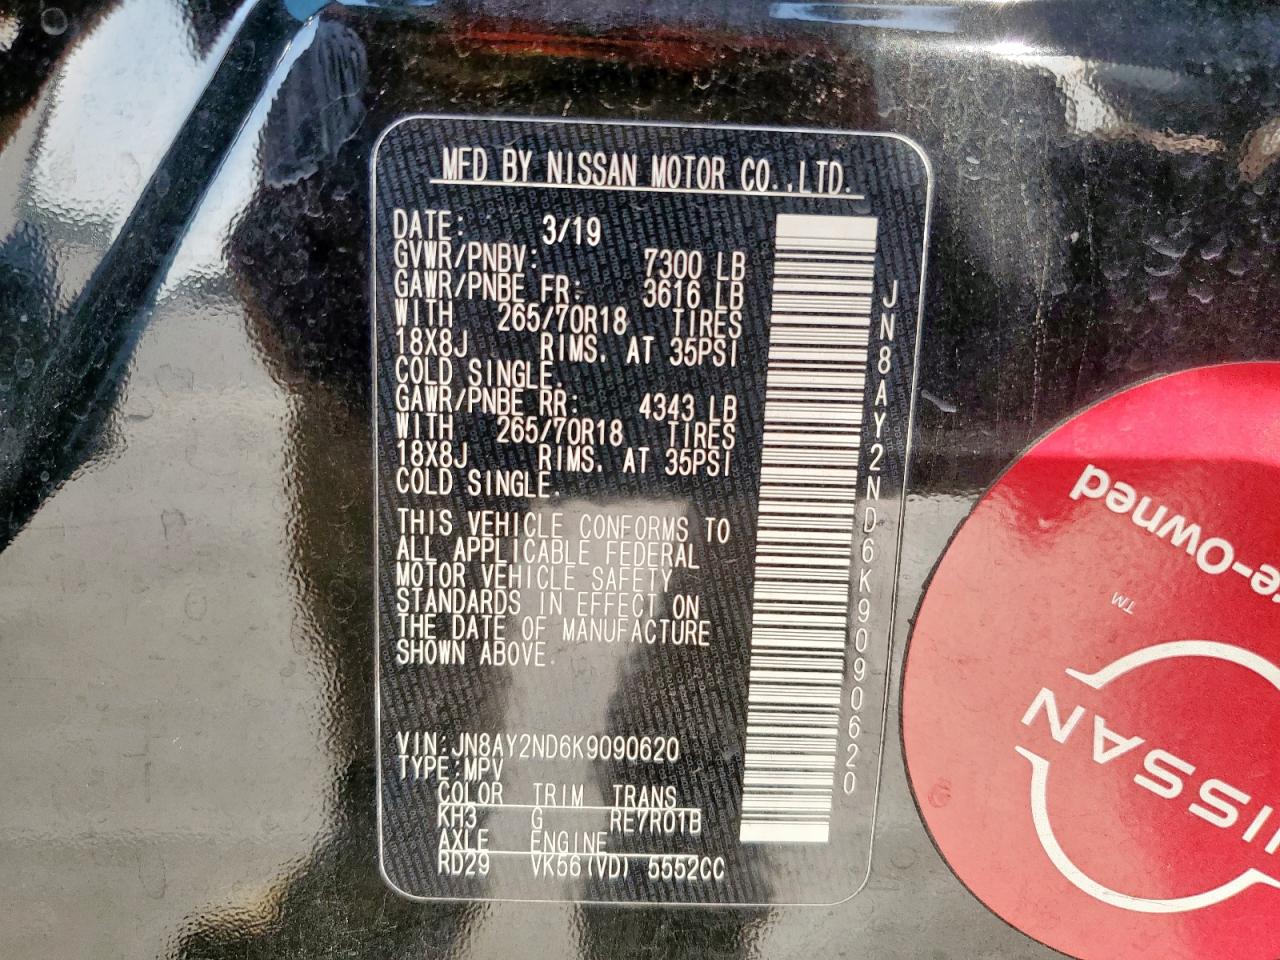 MFD BY NISSAN MOTOR CO.,LTD.
DATE: 3/19
GVWR/PNBV: 7300 LB
GAWR/PNBE FR: 3616 LB
WITH 265/70R18 TIRES
18X8J RIMS. AT 35PSI
COLD SINGLE.
GAWR/PNBE RR: 4343 LB
WITH 265/70R18 TIRES
18X8J RIMS. AT 35PSI
COLD SINGLE.
THIS VEHICLE CONFORMS TO
ALL APPLICABLE FEDERAL
MOTOR VEHICLE SAFETY
STANDARDS IN EFFECT ON
THE DATE OF MANUFACTURE
SHOWN ABOVE.
VIN:JN8AY2ND6K9090620
TYPE:MPV
COLOR TRIM TRANS
KH3 G RE7R01B
AXLE ENGINE
RD29 VK56(VD) 5552CC
JN8AY2ND6K9090620
e-Owned
TM
NISSAN